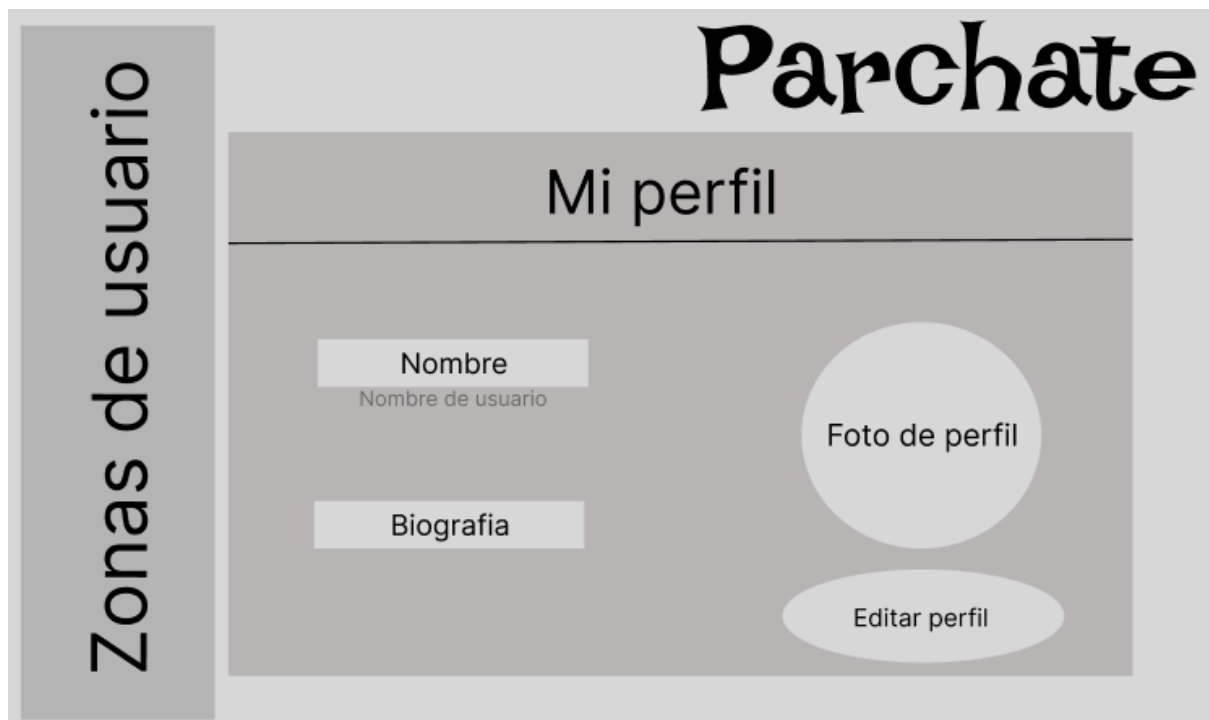 Zonas de usuario
Parchate
Mi perfil
Nombre
Nombre de usuario
Foto de perfil
Biografia
Editar perfil